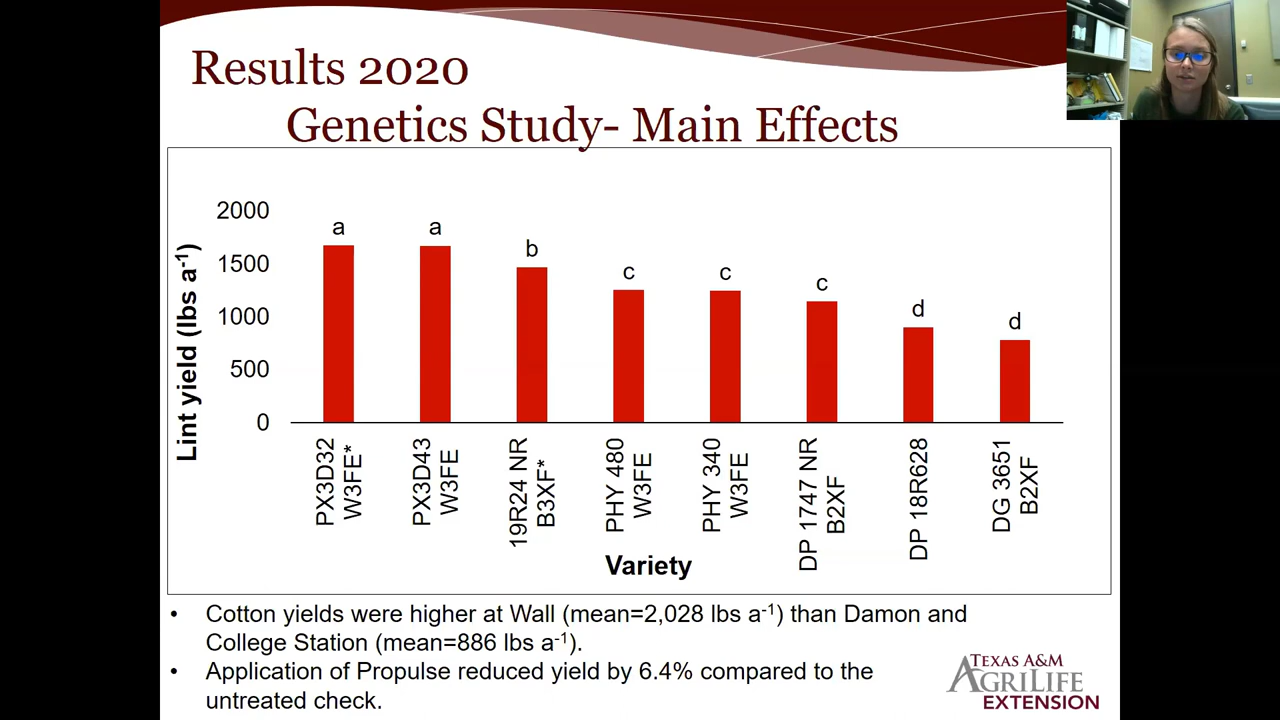 Results 2020
Genetics Study- Main Effects
Lint yield (lbs a-1)
2000
1500
1000
500
0
a
a
b
c
c
c
d
d
PX3D32
W3FE*
PX3D43
W3FE
19R24 NR
B3XF*
PHY 480
W3FE
PHY 340
W3FE
DP 1747 NR
B2XF
DP 18R628
DG 3651
B2XF
Variety
• Cotton yields were higher at Wall (mean=2,028 lbs a-1) than Damon and
College Station (mean=886 lbs a-1).
• Application of Propulse reduced yield by 6.4% compared to the
untreated check.
TEXAS A&M
AGRILIFE
EXTENSION